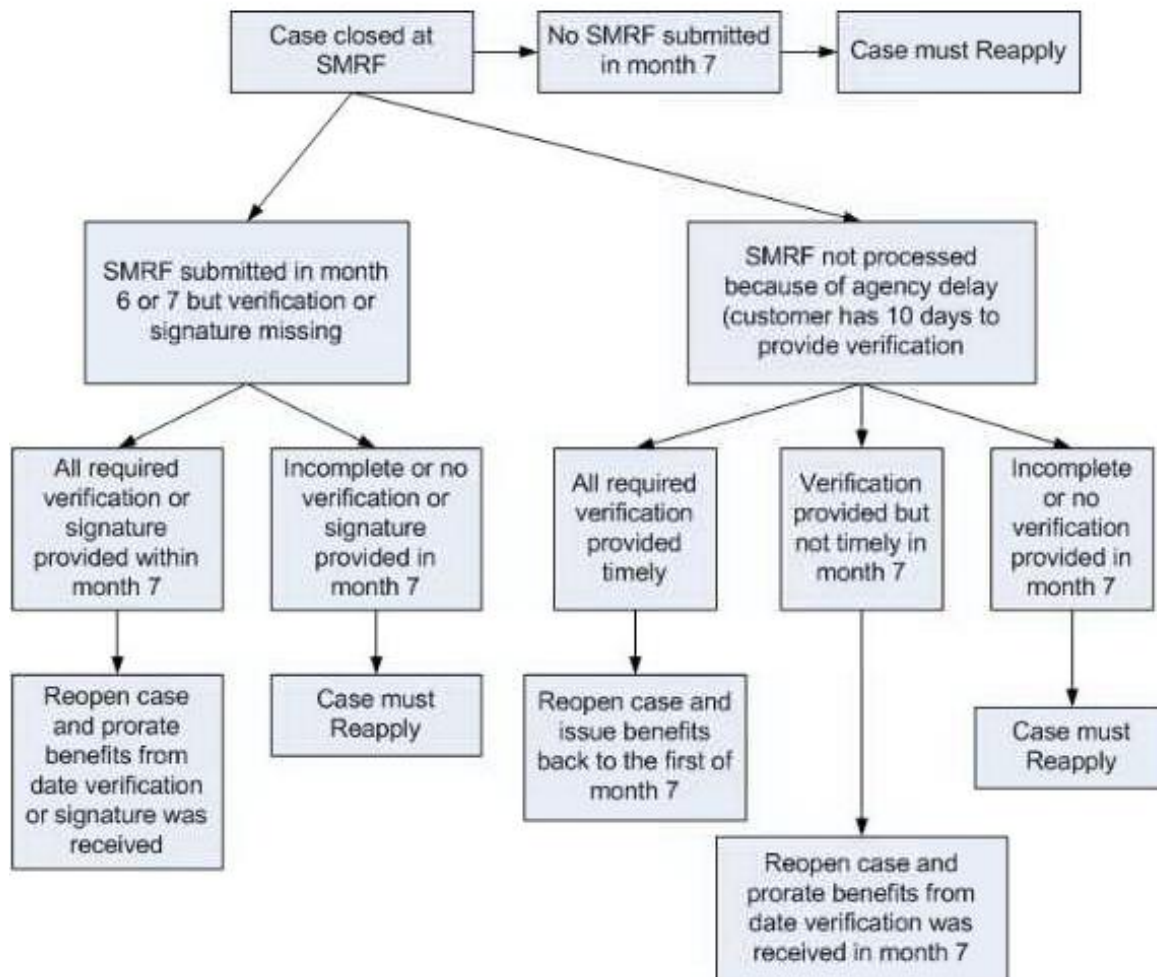 Case closed at
SMRF
No SMRF submitted
in month 7
Case must Reapply
SMRF submitted in month
6 or 7 but verification or
signature missing
SMRF not processed
because of agency delay
(customer has 10 days to
provide verification
All required
verification or
signature
provided within
month 7
Incomplete or no
verification or
signature
provided in
month 7
All required
verification
provided
timely
Verification
provided but
not timely in
month 7
Incomplete
or no
verification
provided in
month 7
Reopen case
and prorate
benefits from
date verification
or signature was
received
Case must
Reapply
Reopen case and
issue benefits
back to the first of
month 7
Reopen case and
prorate benefits from
date verification was
received in month 7
Case must
Reapply